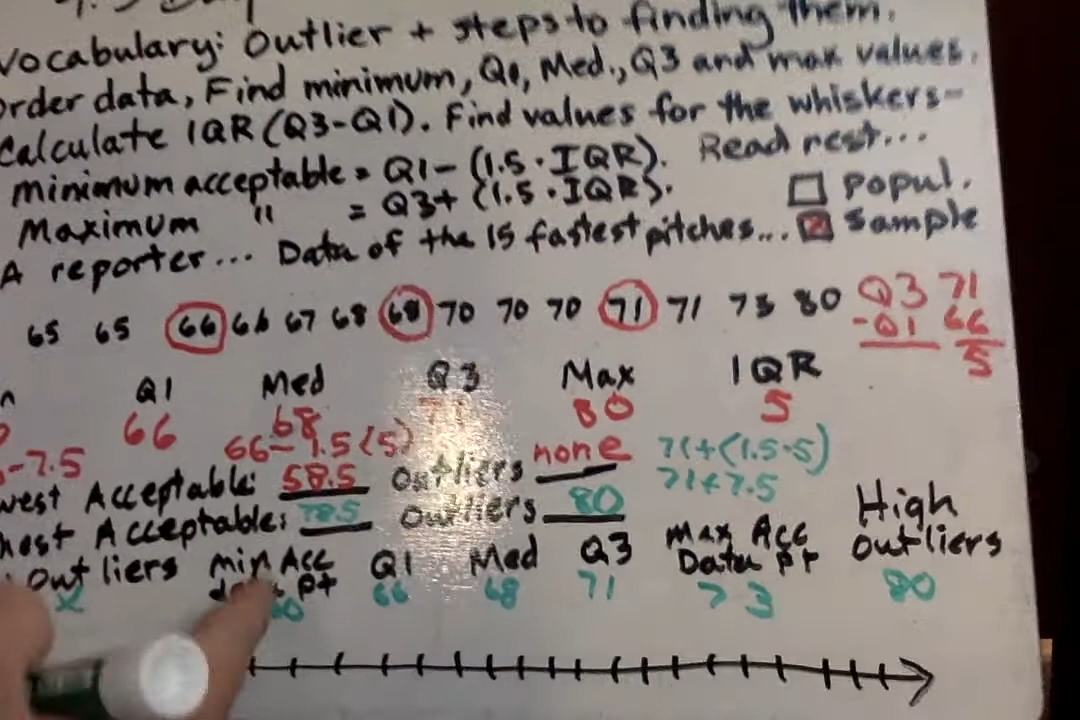 Vocabulary: Outlier + steps to finding them.
order data, Find minimum, Q1, Med., Q3 and max values.
Calculate IQR (Q3-Q1). Find values for the whiskers-
minimum acceptable = Q1 - (1.5 · IQR). Read rest...
Maximum " = Q3+ (1.5 · IQR). □ popul.
A reporter... Data of the 15 fastest pitches... sample
65 65 66 66 67 68 68 70 70 70 71 71 73 80 Q3 71
-Q1 66
5
Q1 Med Q3 Max IQR
66 68 71 80 5
-7.5 66-1.5(5) none 71+(1.5·5)
west Acceptable: 58.5 Outliers 71+7.5
hest Acceptable: 78.5 Outliers 80 High
Outliers min Acc Q1 Med Q3 Max Acc outliers
pt Data pt
x 60 66 68 71 73 80